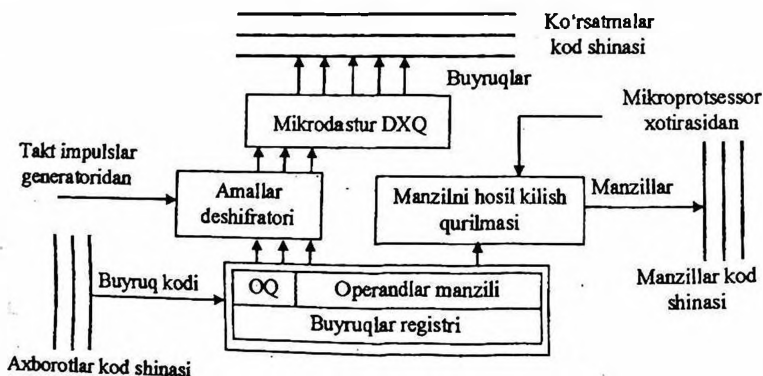 Ko'rsatmalar
kod shinasi
Buyruqlar
Mikroprotsessor
xotirasidan
Mikrodastur DXQ
Takt impulslar
generatoridan
Amallar
deshifratori
Manzilni hosil kilish
qurilmasi
Manzillar
Manzillar kod
shinasi
Buyruq kodi
OQ
Operandlar manzili
Buyruqlar registri
Axborotlar kod shinasi